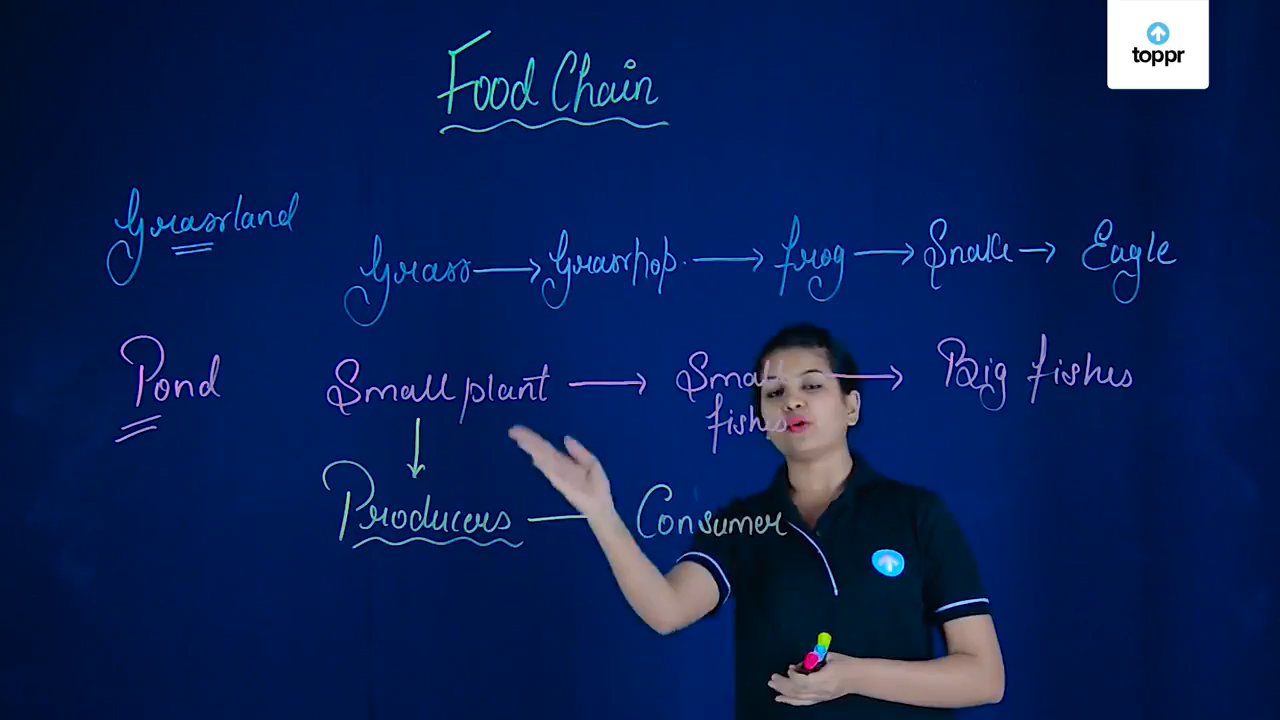 toppr
Food Chain
Grassland
Grass → Grasshop. → frog → Snake → Eagle
Pond
Small plant → Small fishes → Big fishes
↓
Producers — Consumer